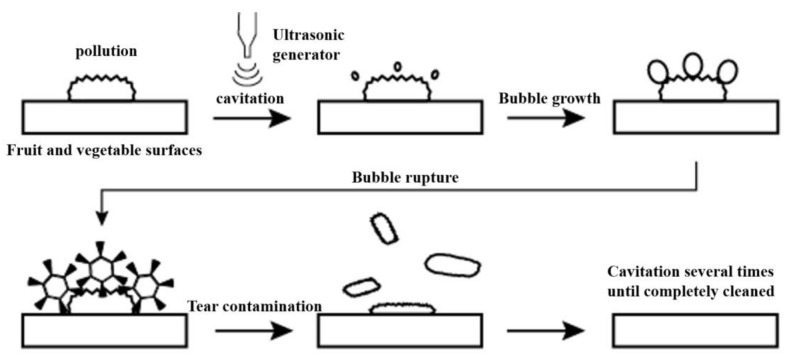 pollution
Ultrasonic
generator
cavitation
Bubble growth
Fruit and vegetable surfaces
Bubble rupture
Tear contamination
Cavitation several times
until completely cleaned